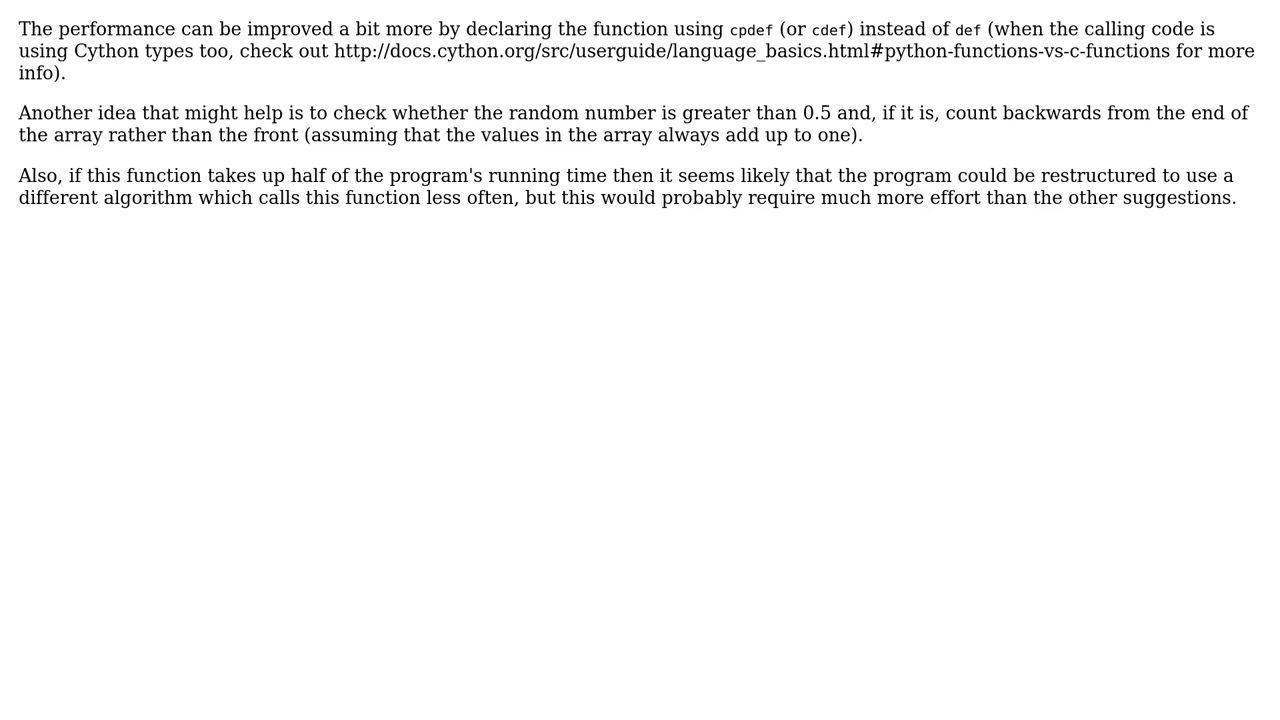 The performance can be improved a bit more by declaring the function using cpdef (or cdef) instead of def (when the calling code is
using Cython types too, check out http://docs.cython.org/src/userguide/language_basics.html#python-functions-vs-c-functions for more
info).
Another idea that might help is to check whether the random number is greater than 0.5 and, if it is, count backwards from the end of
the array rather than the front (assuming that the values in the array always add up to one).
Also, if this function takes up half of the program's running time then it seems likely that the program could be restructured to use a
different algorithm which calls this function less often, but this would probably require much more effort than the other suggestions.